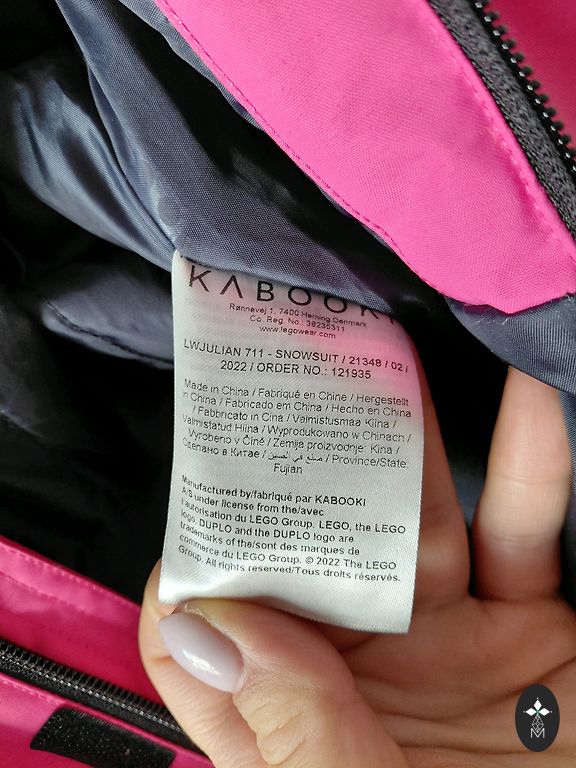 KABOOKI
Rønnevej 1, 7400 Herning Denmark
Co. Reg. No.: 38235311
www.legowear.com
LWJULIAN 711 - SNOWSUIT / 21348 / 02 /
2022 / ORDER NO.: 121935
Made in China / Fabriqué en Chine / Hergestellt
in China / Fabricado em China / Hecho en China
/ Fabbricato in Cina / Valmistusmaa Kiina /
Valmistatud Hiina / Wyprodukowano w Chinach /
Vyrobeno v Číně / Zemlja proizvodnje: Kina /
Сделано в Китае / صنع في الصين / Province/State:
Fujian
Manufactured by/fabriqué par KABOOKI
A/S under license from the/avec
l'autorisation du LEGO Group. LEGO, the LEGO
logo, DUPLO and the DUPLO logo are
trademarks of the/sont des marques de
commerce du LEGO Group. © 2022 The LEGO
Group. All rights reserved/Tous droits réservés.
M